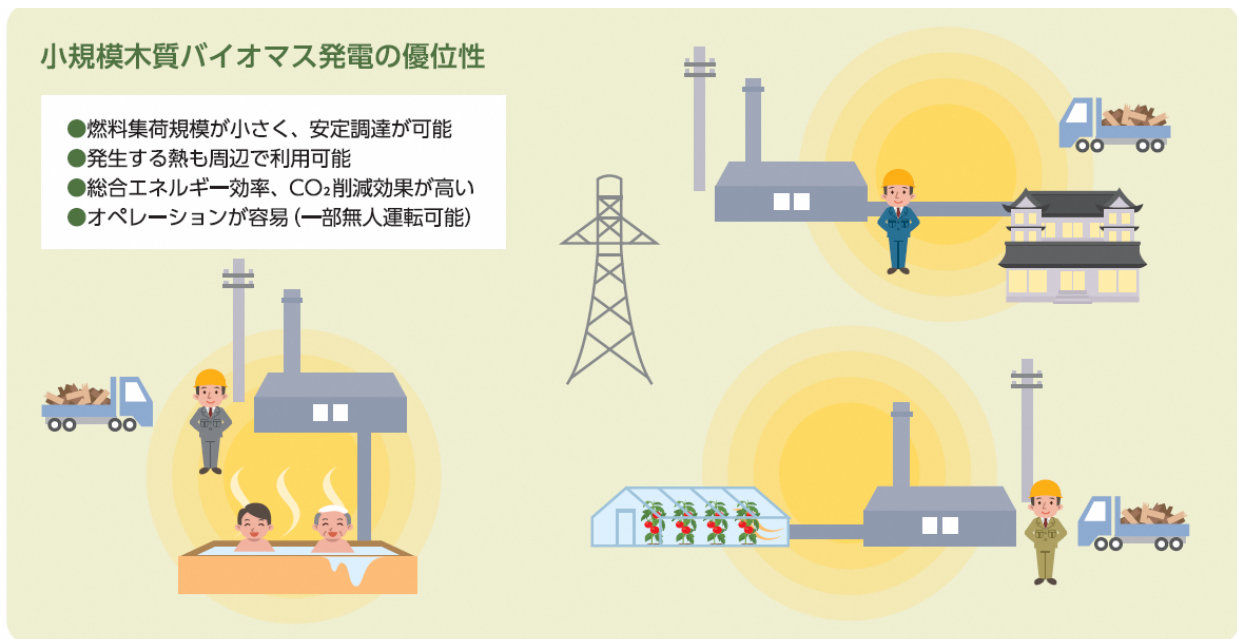 小規模木質バイオマス発電の優位性
●燃料集荷規模が小さく、安定調達が可能
●発生する熱も周辺で利用可能
●総合エネルギー効率、CO₂削減効果が高い
●オペレーションが容易(一部無人運転可能)